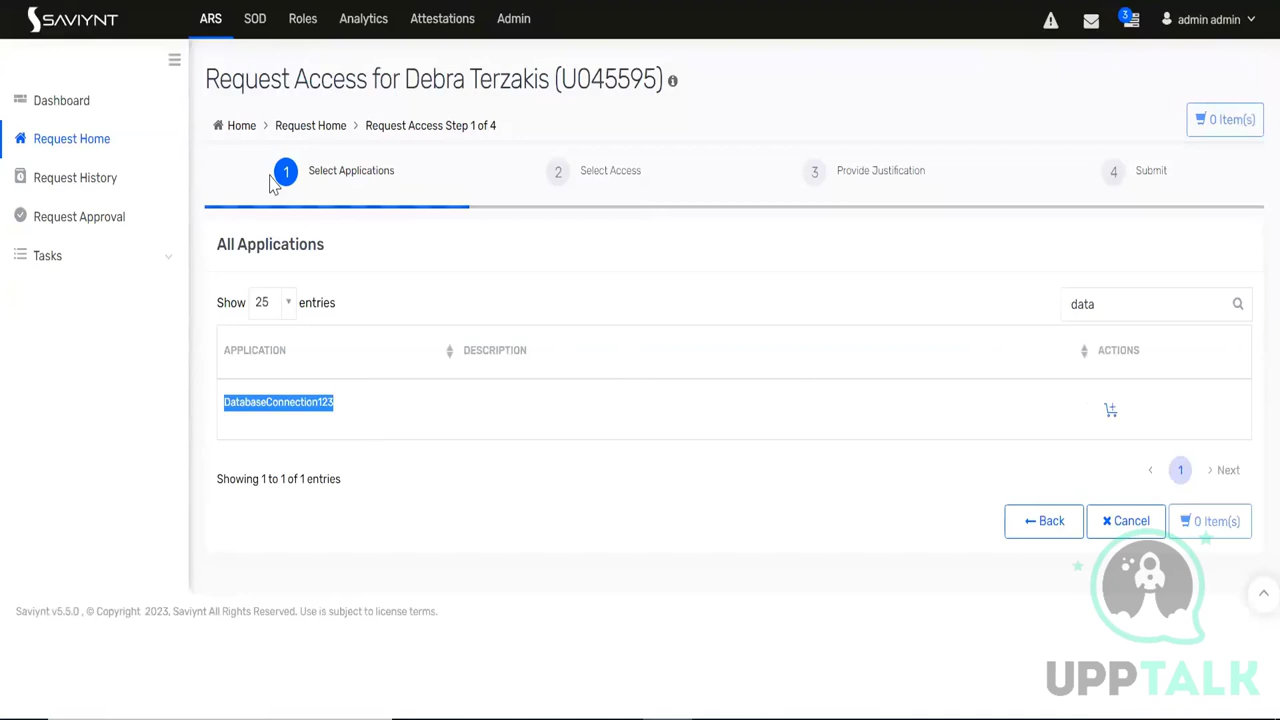 SAVIYNT
ARS SOD Roles Analytics Attestations Admin
3
admin admin
Request Access for Debra Terzakis (U045595)
Dashboard
Request Home
Request History
Request Approval
Tasks
Home > Request Home > Request Access Step 1 of 4
0 Item(s)
1 Select Applications
2 Select Access
3 Provide Justification
4 Submit
All Applications
Show 25 entries
data
APPLICATION DESCRIPTION ACTIONS
DatabaseConnection123
Showing 1 to 1 of 1 entries
1 Next
Back
Cancel
0 Item(s)
Saviynt v5.5.0 , © Copyright 2023, Saviynt All Rights Reserved. Use is subject to license terms.
UPPTALK